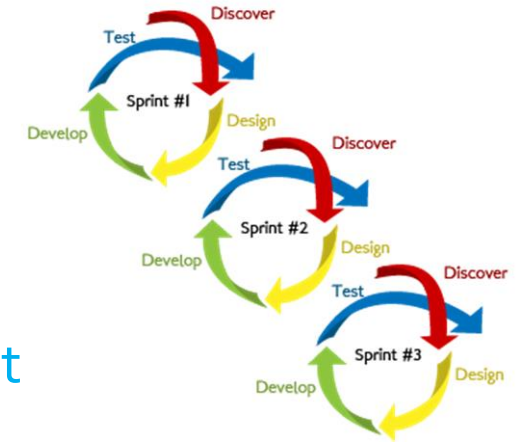 Discover
Test
Sprint #1
Design
Develop
Discover
Test
Sprint #2
Design
Develop
Discover
Test
Sprint #3
Design
Develop
t